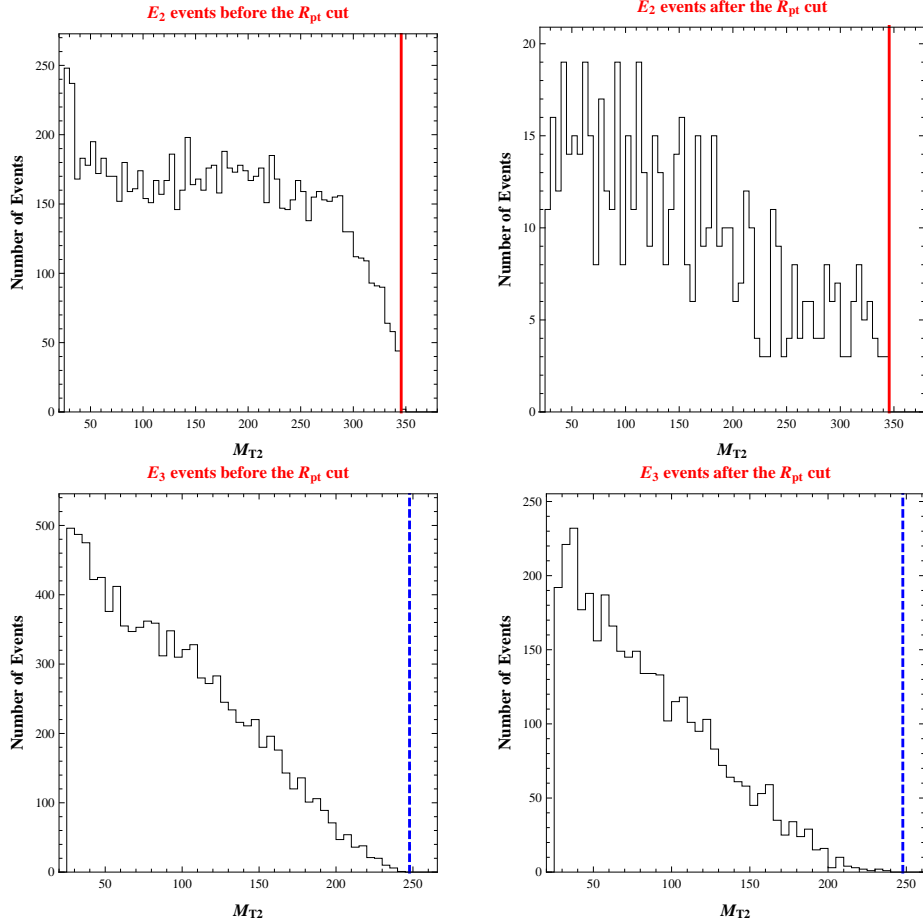 E2 events before the Rpt cut
Number of Events
250
200
150
100
50
0
50 100 150 200 250 300 350
MT2
E2 events after the Rpt cut
Number of Events
20
15
10
5
0
50 100 150 200 250 300 350
MT2
E3 events before the Rpt cut
Number of Events
500
400
300
200
100
0
50 100 150 200 250
MT2
E3 events after the Rpt cut
Number of Events
250
200
150
100
50
0
50 100 150 200 250
MT2